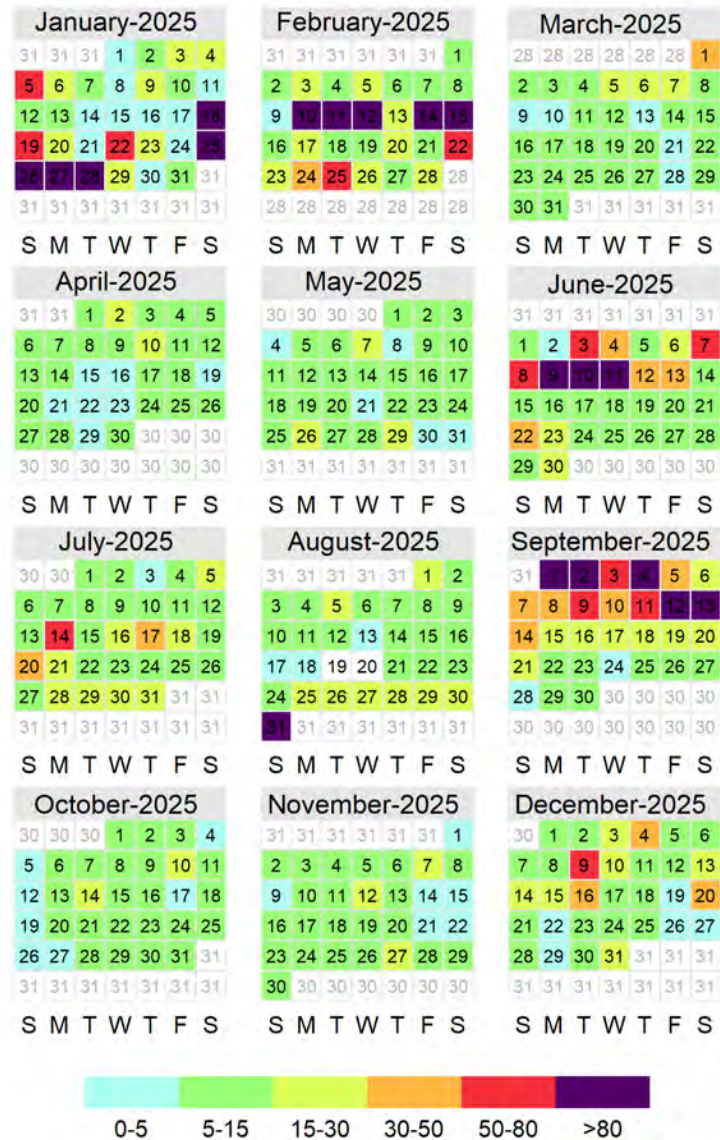 January-2025
31 31 31 1 2 3 4
5 6 7 8 9 10 11
12 13 14 15 16 17 18
19 20 21 22 23 24 25
26 27 28 29 30 31 31
31 31 31 31 31 31 31
S M T W T F S
February-2025
31 31 31 31 31 31 1
2 3 4 5 6 7 8
9 10 11 12 13 14 15
16 17 18 19 20 21 22
23 24 25 26 27 28 28
28 28 28 28 28 28 28
S M T W T F S
March-2025
28 28 28 28 28 28 1
2 3 4 5 6 7 8
9 10 11 12 13 14 15
16 17 18 19 20 21 22
23 24 25 26 27 28 29
30 31 31 31 31 31 31
S M T W T F S
April-2025
31 31 1 2 3 4 5
6 7 8 9 10 11 12
13 14 15 16 17 18 19
20 21 22 23 24 25 26
27 28 29 30 30 30 30
30 30 30 30 30 30 30
S M T W T F S
May-2025
30 30 30 30 1 2 3
4 5 6 7 8 9 10
11 12 13 14 15 16 17
18 19 20 21 22 23 24
25 26 27 28 29 30 31
31 31 31 31 31 31 31
S M T W T F S
June-2025
31 31 31 31 31 31 31
1 2 3 4 5 6 7
8 9 10 11 12 13 14
15 16 17 18 19 20 21
22 23 24 25 26 27 28
29 30 30 30 30 30 30
S M T W T F S
July-2025
30 30 1 2 3 4 5
6 7 8 9 10 11 12
13 14 15 16 17 18 19
20 21 22 23 24 25 26
27 28 29 30 31 31 31
31 31 31 31 31 31 31
S M T W T F S
August-2025
31 31 31 31 31 1 2
3 4 5 6 7 8 9
10 11 12 13 14 15 16
17 18 19 20 21 22 23
24 25 26 27 28 29 30
31 31 31 31 31 31 31
S M T W T F S
September-2025
31 1 2 3 4 5 6
7 8 9 10 11 12 13
14 15 16 17 18 19 20
21 22 23 24 25 26 27
28 29 30 30 30 30 30
30 30 30 30 30 30 30
S M T W T F S
October-2025
30 30 30 1 2 3 4
5 6 7 8 9 10 11
12 13 14 15 16 17 18
19 20 21 22 23 24 25
26 27 28 29 30 31 31
31 31 31 31 31 31 31
S M T W T F S
November-2025
31 31 31 31 31 31 1
2 3 4 5 6 7 8
9 10 11 12 13 14 15
16 17 18 19 20 21 22
23 24 25 26 27 28 29
30 30 30 30 30 30 30
S M T W T F S
December-2025
30 1 2 3 4 5 6
7 8 9 10 11 12 13
14 15 16 17 18 19 20
21 22 23 24 25 26 27
28 29 30 31 31 31 31
31 31 31 31 31 31 31
S M T W T F S
0-5 5-15 15-30 30-50 50-80 >80